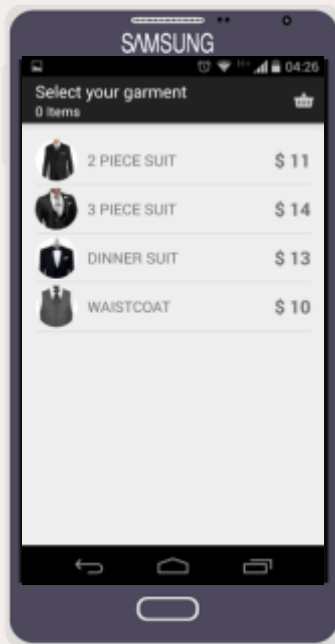 SAMSUNG
H+ 04:26
Select your garment
0 Items
2 PIECE SUIT $ 11
3 PIECE SUIT $ 14
DINNER SUIT $ 13
WAISTCOAT $ 10